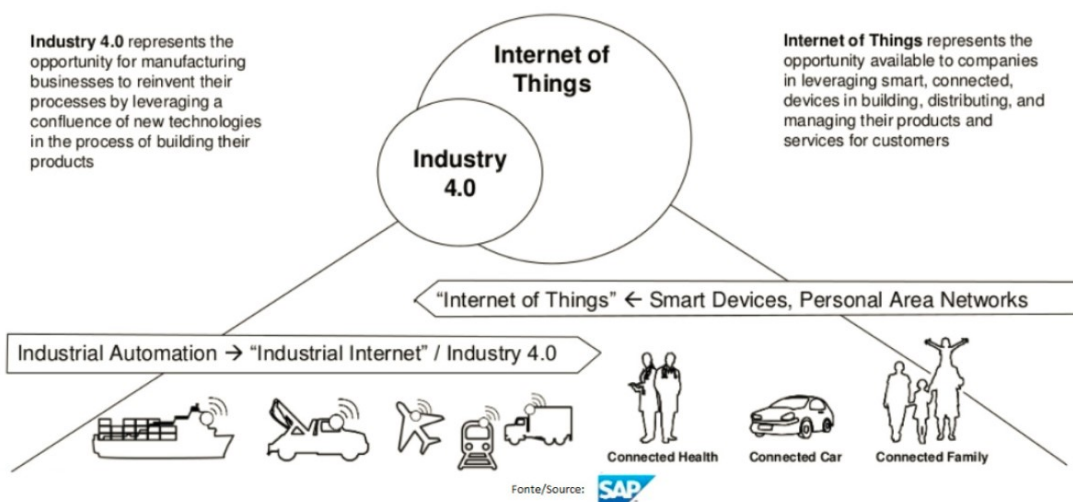 Industry 4.0 represents the
opportunity for manufacturing
businesses to reinvent their
processes by leveraging a
confluence of new technologies
in the process of building their
products
Internet of
Things
Industry
4.0
Internet of Things represents the
opportunity available to companies
in leveraging smart, connected,
devices in building, distributing, and
managing their products and
services for customers
“Internet of Things” ← Smart Devices, Personal Area Networks
Industrial Automation → “Industrial Internet” / Industry 4.0
Connected Health
Connected Car
Connected Family
Fonte/Source:
SAP